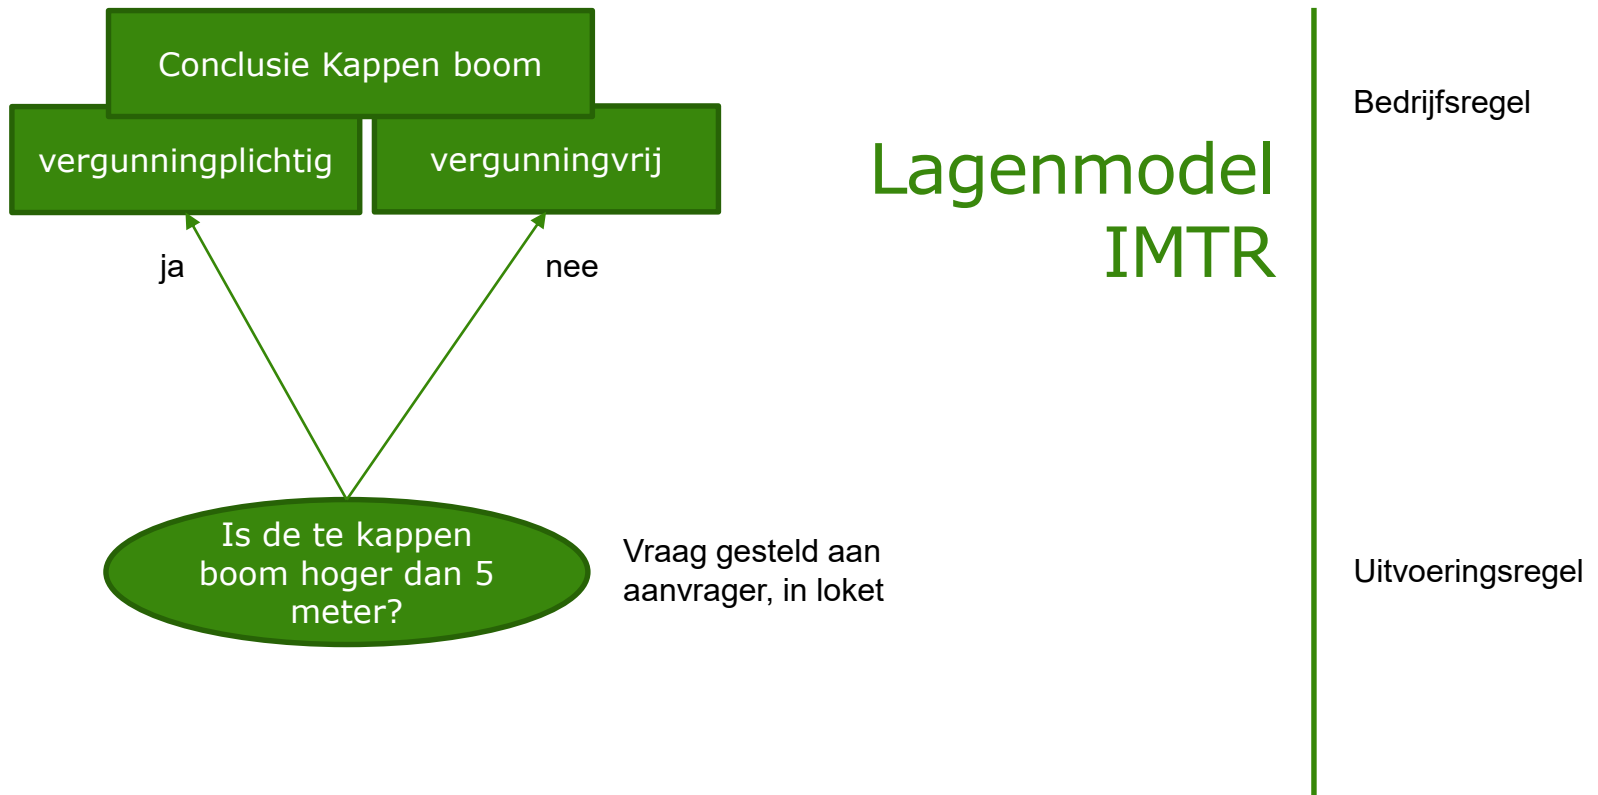 Conclusie Kappen boom
vergunningplichtig
vergunningvrij
ja
nee
Is de te kappen
boom hoger dan 5
meter?
Vraag gesteld aan
aanvrager, in loket
Lagenmodel
IMTR
Bedrijfsregel
Uitvoeringsregel